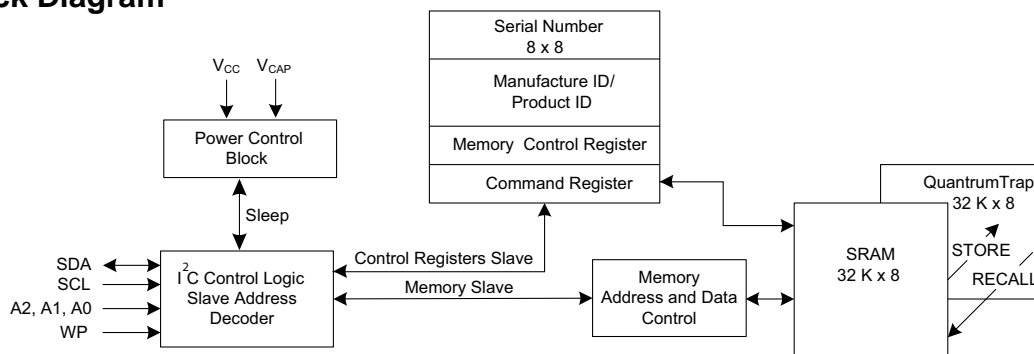 Diagram
Serial Number
8 x 8
Manufacture ID/
Product ID
Memory Control Register
Command Register
VCC VCAP
Power Control
Block
Sleep
SDA
SCL
A2, A1, A0
WP
I2C Control Logic
Slave Address
Decoder
Control Registers Slave
Memory Slave
Memory
Address and Data
Control
SRAM
32 K x 8
QuantumTrap
32 K x 8
STORE
RECALL